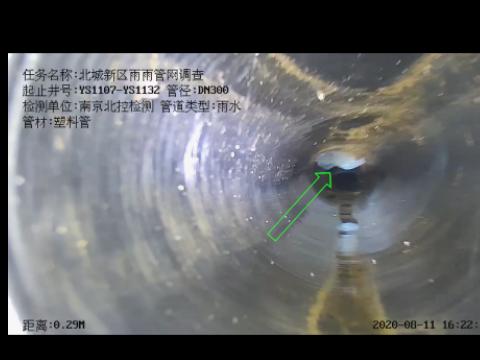 任务名称:北城新区雨雨管网调查
起止井号:YS1107-YS1132 管径:DN300
检测单位:南京北控检测 管道类型:雨水
管材:塑料管
距离:0.29M
2020-08-11 16:22: